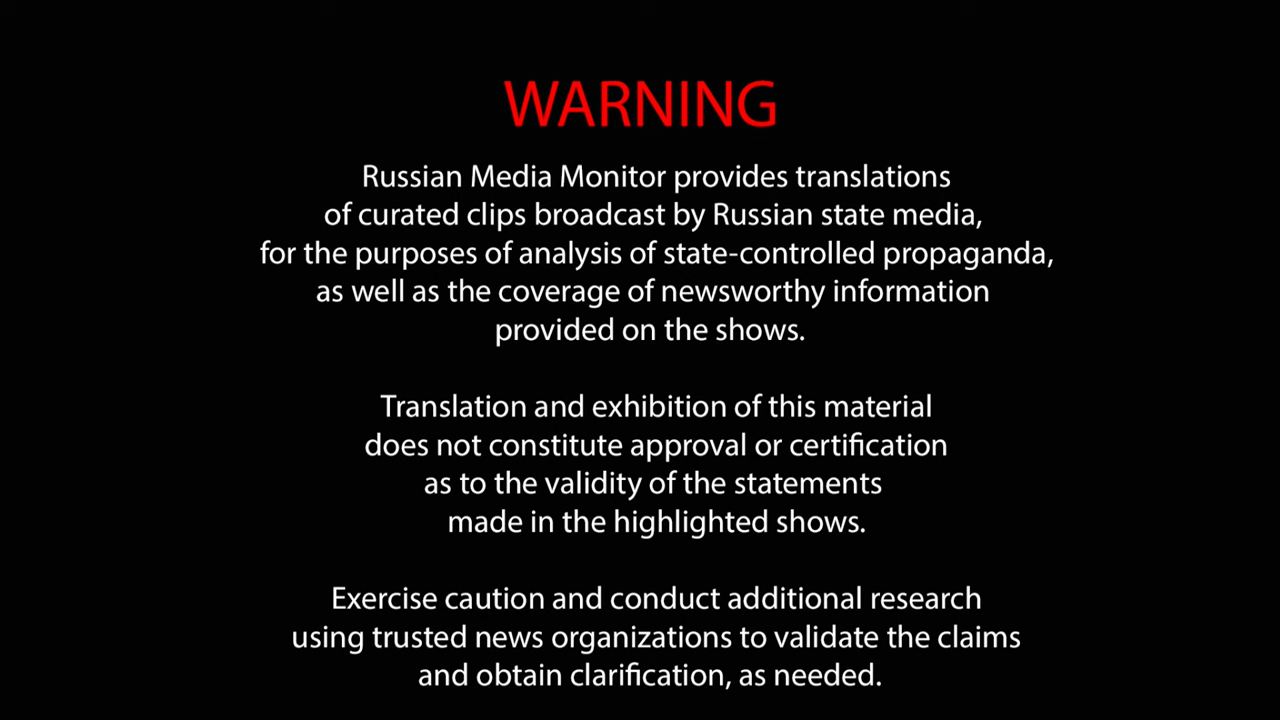 WARNING
Russian Media Monitor provides translations
of curated clips broadcast by Russian state media,
for the purposes of analysis of state-controlled propaganda,
as well as the coverage of newsworthy information
provided on the shows.
Translation and exhibition of this material
does not constitute approval or certification
as to the validity of the statements
made in the highlighted shows.
Exercise caution and conduct additional research
using trusted news organizations to validate the claims
and obtain clarification, as needed.